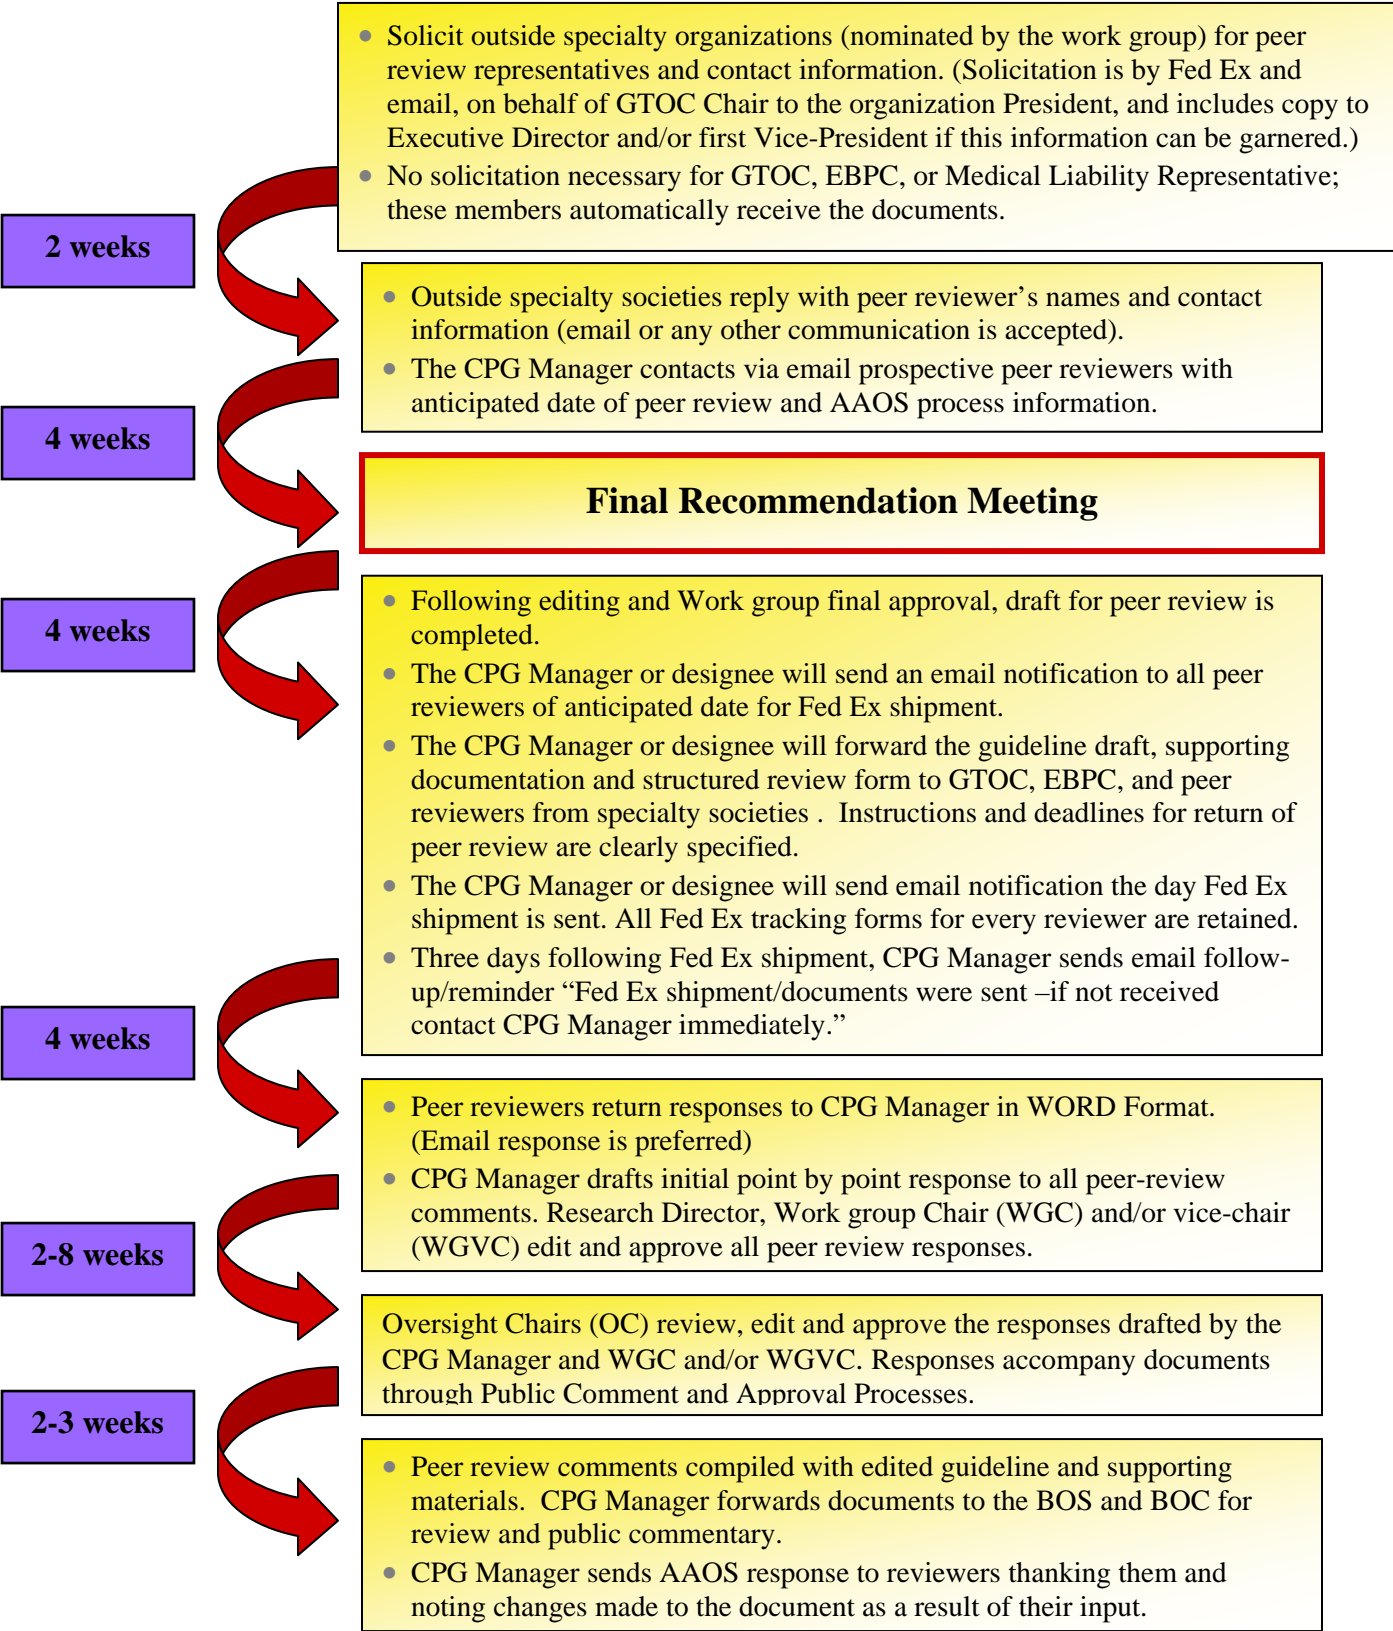 • Solicit outside specialty organizations (nominated by the work group) for peer
review representatives and contact information. (Solicitation is by Fed Ex and
email, on behalf of GTOC Chair to the organization President, and includes copy to
Executive Director and/or first Vice-President if this information can be garnered.)
• No solicitation necessary for GTOC, EBPC, or Medical Liability Representative;
these members automatically receive the documents.
2 weeks
• Outside specialty societies reply with peer reviewer’s names and contact
information (email or any other communication is accepted).
• The CPG Manager contacts via email prospective peer reviewers with
anticipated date of peer review and AAOS process information.
4 weeks
Final Recommendation Meeting
4 weeks
• Following editing and Work group final approval, draft for peer review is
completed.
• The CPG Manager or designee will send an email notification to all peer
reviewers of anticipated date for Fed Ex shipment.
• The CPG Manager or designee will forward the guideline draft, supporting
documentation and structured review form to GTOC, EBPC, and peer
reviewers from specialty societies .  Instructions and deadlines for return of
peer review are clearly specified.
• The CPG Manager or designee will send email notification the day Fed Ex
shipment is sent. All Fed Ex tracking forms for every reviewer are retained.
• Three days following Fed Ex shipment, CPG Manager sends email follow-
up/reminder “Fed Ex shipment/documents were sent –if not received
contact CPG Manager immediately.”
4 weeks
• Peer reviewers return responses to CPG Manager in WORD Format.
(Email response is preferred)
• CPG Manager drafts initial point by point response to all peer-review
comments. Research Director, Work group Chair (WGC) and/or vice-chair
(WGVC) edit and approve all peer review responses.
2-8 weeks
Oversight Chairs (OC) review, edit and approve the responses drafted by the
CPG Manager and WGC and/or WGVC. Responses accompany documents
through Public Comment and Approval Processes.
2-3 weeks
• Peer review comments compiled with edited guideline and supporting
materials.  CPG Manager forwards documents to the BOS and BOC for
review and public commentary.
• CPG Manager sends AAOS response to reviewers thanking them and
noting changes made to the document as a result of their input.